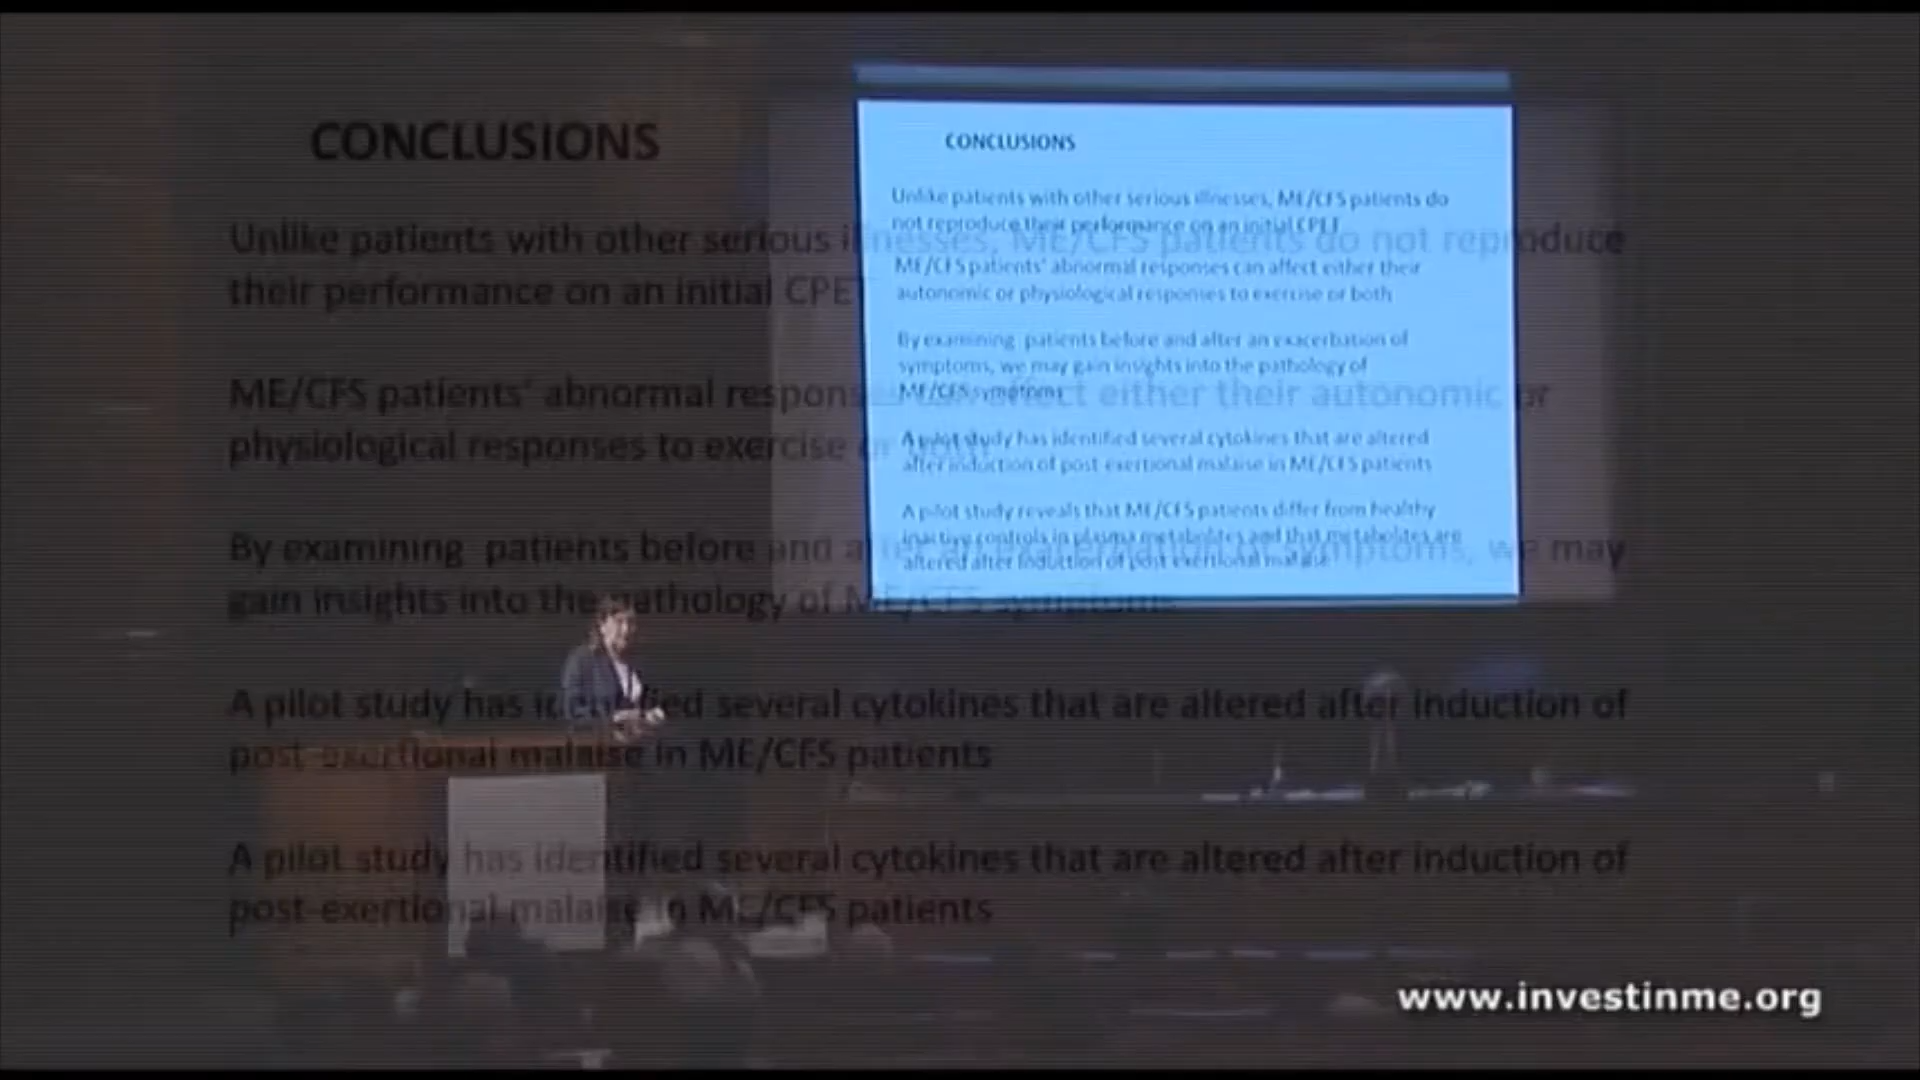 CONCLUSIONS
Unlike patients with other serious illnesses, ME/CFS patients do not reproduce
their performance on an initial CPET
ME/CFS patients' abnormal responses can affect either their autonomic or
physiological responses to exercise or both
By examining  patients before and after an exacerbation of symptoms, we may
gain insights into the pathology of ME/CFS symptoms
A pilot study has identified several cytokines that are altered after induction of
post-exertional malaise in ME/CFS patients
A pilot study has identified several cytokines that are altered after induction of
post-exertional malaise in ME/CFS patients
CONCLUSIONS
Unlike patients with other serious illnesses, ME/CFS patients do
not reproduce their performance on an initial CPET
ME/CFS patients' abnormal responses can affect either their
autonomic or physiological responses to exercise or both
By examining  patients before and after an exacerbation of
symptoms, we may gain insights into the pathology of
ME/CFS symptoms
A pilot study has identified several cytokines that are altered
after induction of post-exertional malaise in ME/CFS patients
A pilot study reveals that ME/CFS patients differ from healthy
inactive controls in plasma metabolites and that metabolites are
altered after induction of post-exertional malaise
www.investinme.org